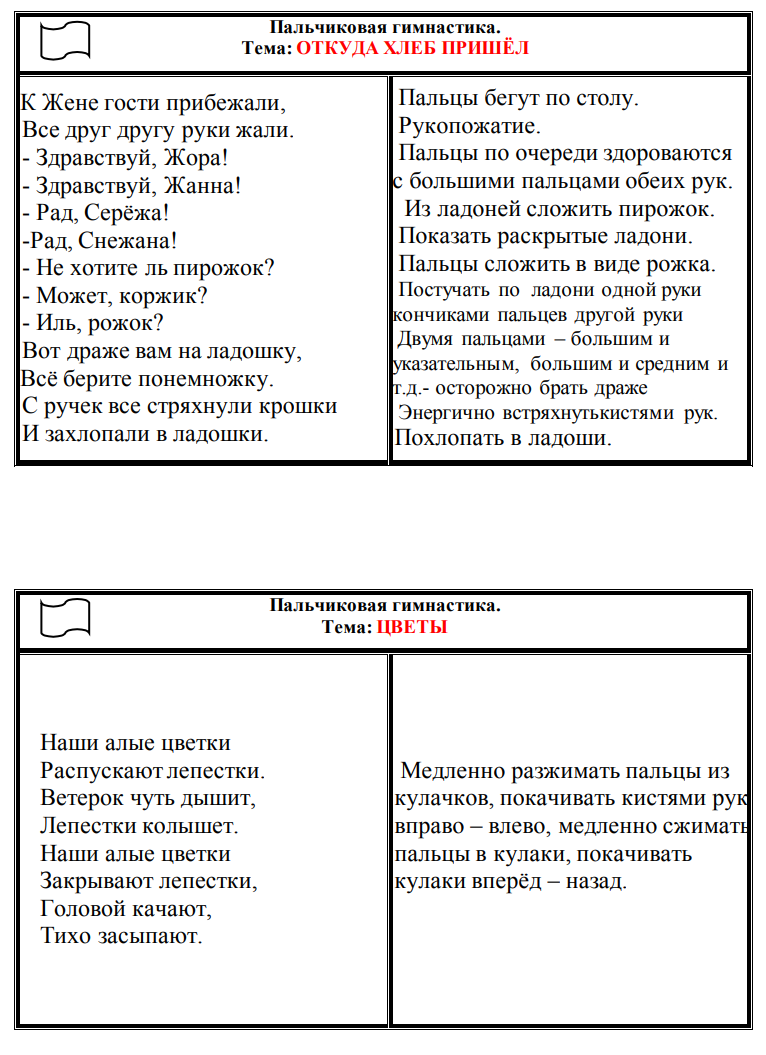 Пальчиковая гимнастика.
Тема: ОТКУДА ХЛЕБ ПРИШЁЛ
К Жене гости прибежали,
Все друг другу руки жали.
- Здравствуй, Жора!
- Здравствуй, Жанна!
- Рад, Серёжа!
-Рад, Снежана!
- Не хотите ль пирожок?
- Может, коржик?
- Иль, рожок?
Вот драже вам на ладошку,
Всё берите понемножку.
С ручек все стряхнули крошки
И захлопали в ладошки.
Пальцы бегут по столу.
Рукопожатие.
Пальцы по очереди здороваются
с большими пальцами обеих рук.
Из ладоней сложить пирожок.
Показать раскрытые ладони.
Пальцы сложить в виде рожка.
Постучать по ладони одной руки
кончиками пальцев другой руки
Двумя пальцами – большим и
указательным, большим и средним и
т.д.- осторожно брать драже
Энергично встряхнутькистями рук.
Похлопать в ладоши.
Пальчиковая гимнастика.
Тема: ЦВЕТЫ
Наши алые цветки
Распускают лепестки.
Ветерок чуть дышит,
Лепестки колышет.
Наши алые цветки
Закрывают лепестки,
Головой качают,
Тихо засыпают.
Медленно разжимать пальцы из
кулачков, покачивать кистями рук
вправо – влево, медленно сжимать
пальцы в кулаки, покачивать
кулаки вперёд – назад.